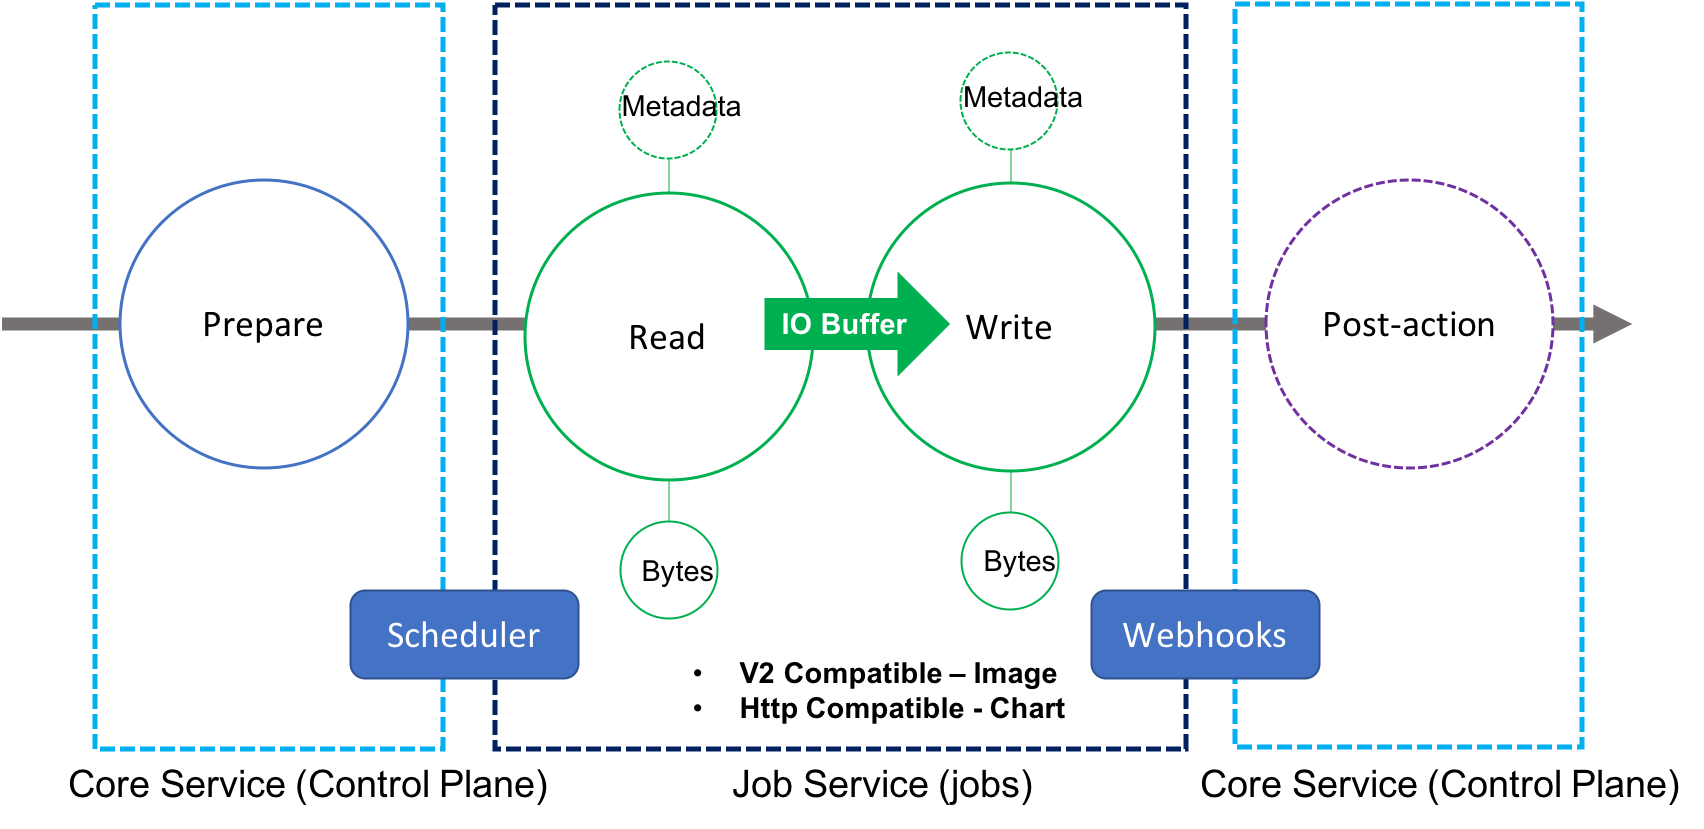 Metadata
Metadata
Prepare
Read
IO Buffer
Write
Post-action
Bytes
Bytes
Scheduler
Webhooks
• V2 Compatible – Image
• Http Compatible - Chart
Core Service (Control Plane)
Job Service (jobs)
Core Service (Control Plane)